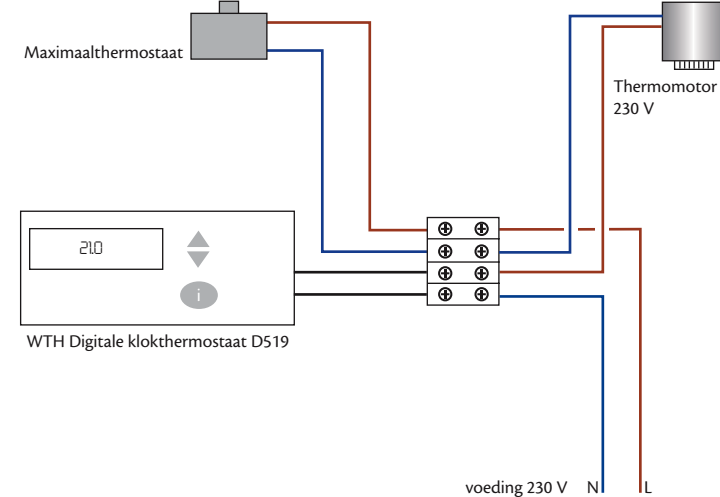 Maximaalthermostaat
Thermomotor
230 V
21.0
i
WTH Digitale klokthermostaat D519
voeding 230 V N L